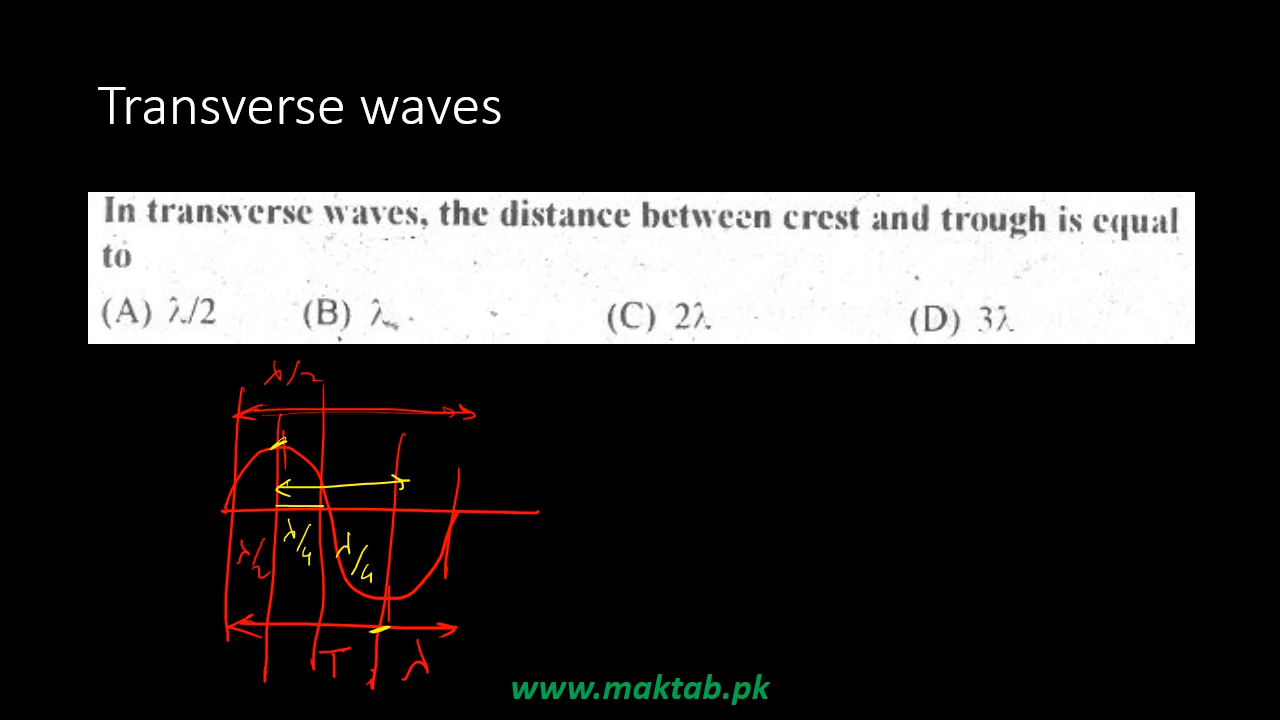 Transverse waves
In transverse waves, the distance between crest and trough is equal
to
(A) λ/2 (B) λ (C) 2λ (D) 3λ
λ/2
λ/2 λ/4 λ/4
T λ
www.maktab.pk